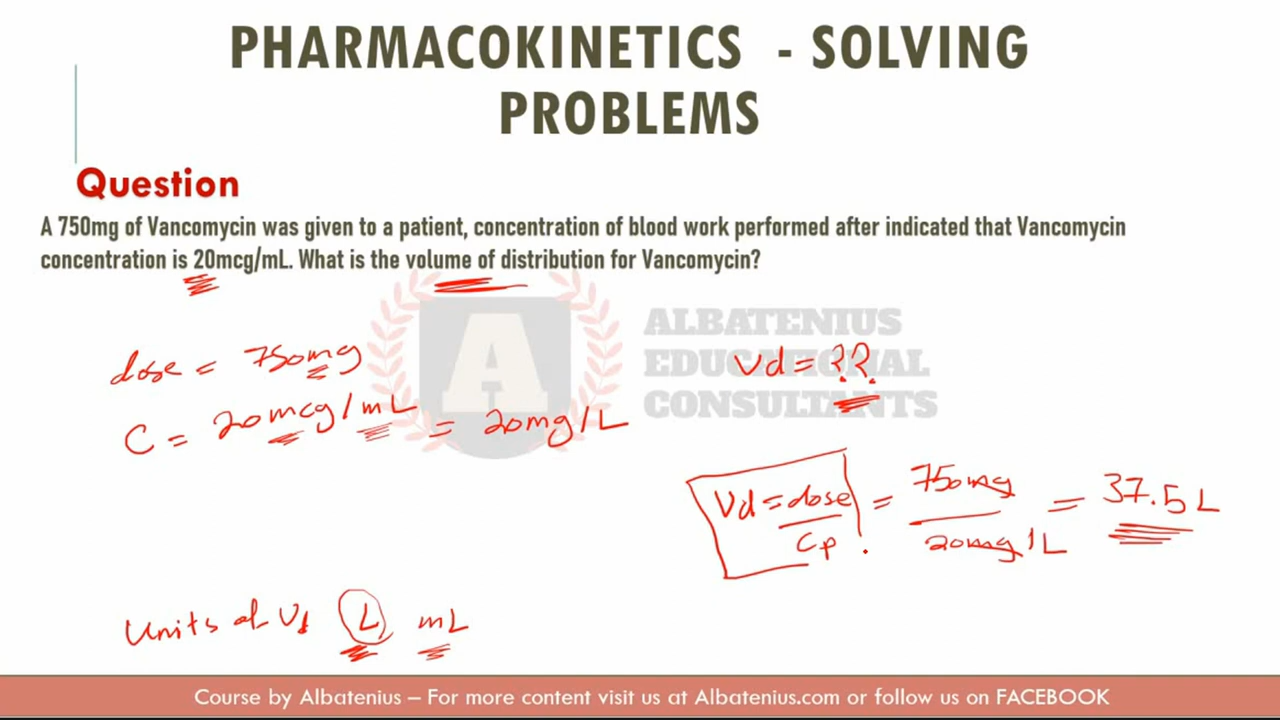 PHARMACOKINETICS - SOLVING
PROBLEMS
Question
A 750mg of Vancomycin was given to a patient, concentration of blood work performed after indicated that Vancomycin
concentration is 20mcg/mL. What is the volume of distribution for Vancomycin?
A
ALBATENIUS
EDUCATIONAL
CONSULTANTS
dose = 750mg
C = 20mcg/mL = 20mg/L
Vd = ??
Vd = dose / Cp = 750mg / 20mg/L = 37.5 L
Units of Vd L mL
Course by Albatenius – For more content visit us at Albatenius.com or follow us on FACEBOOK